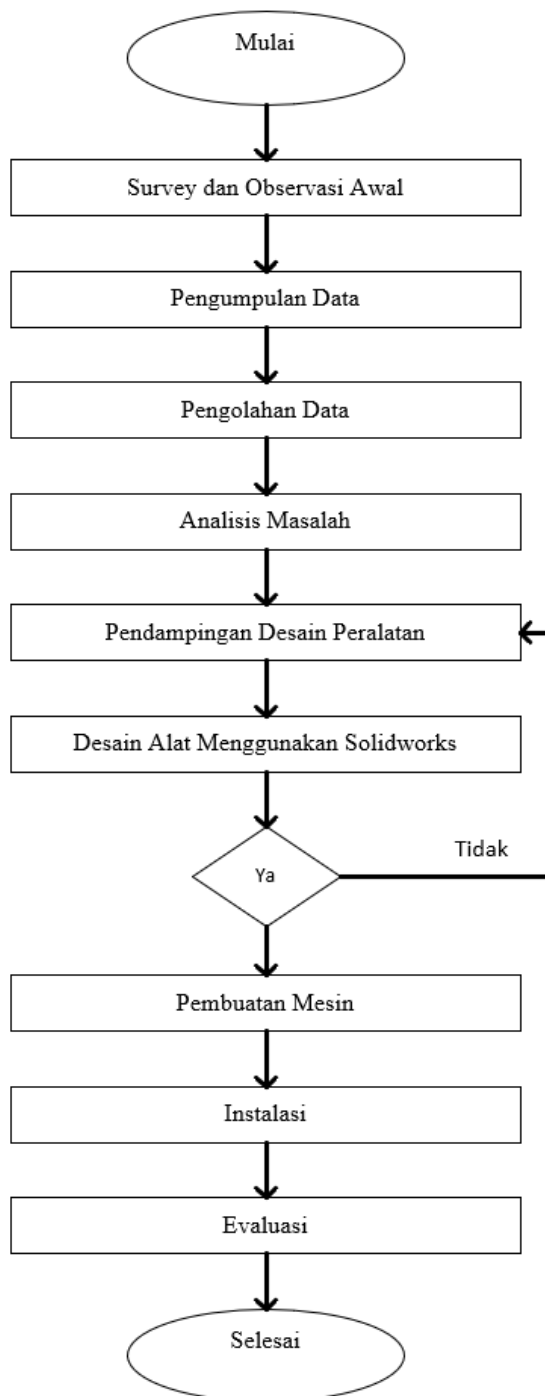 Mulai
Survey dan Observasi Awal
Pengumpulan Data
Pengolahan Data
Analisis Masalah
Pendampingan Desain Peralatan
Desain Alat Menggunakan Solidworks
Tidak
Ya
Pembuatan Mesin
Instalasi
Evaluasi
Selesai